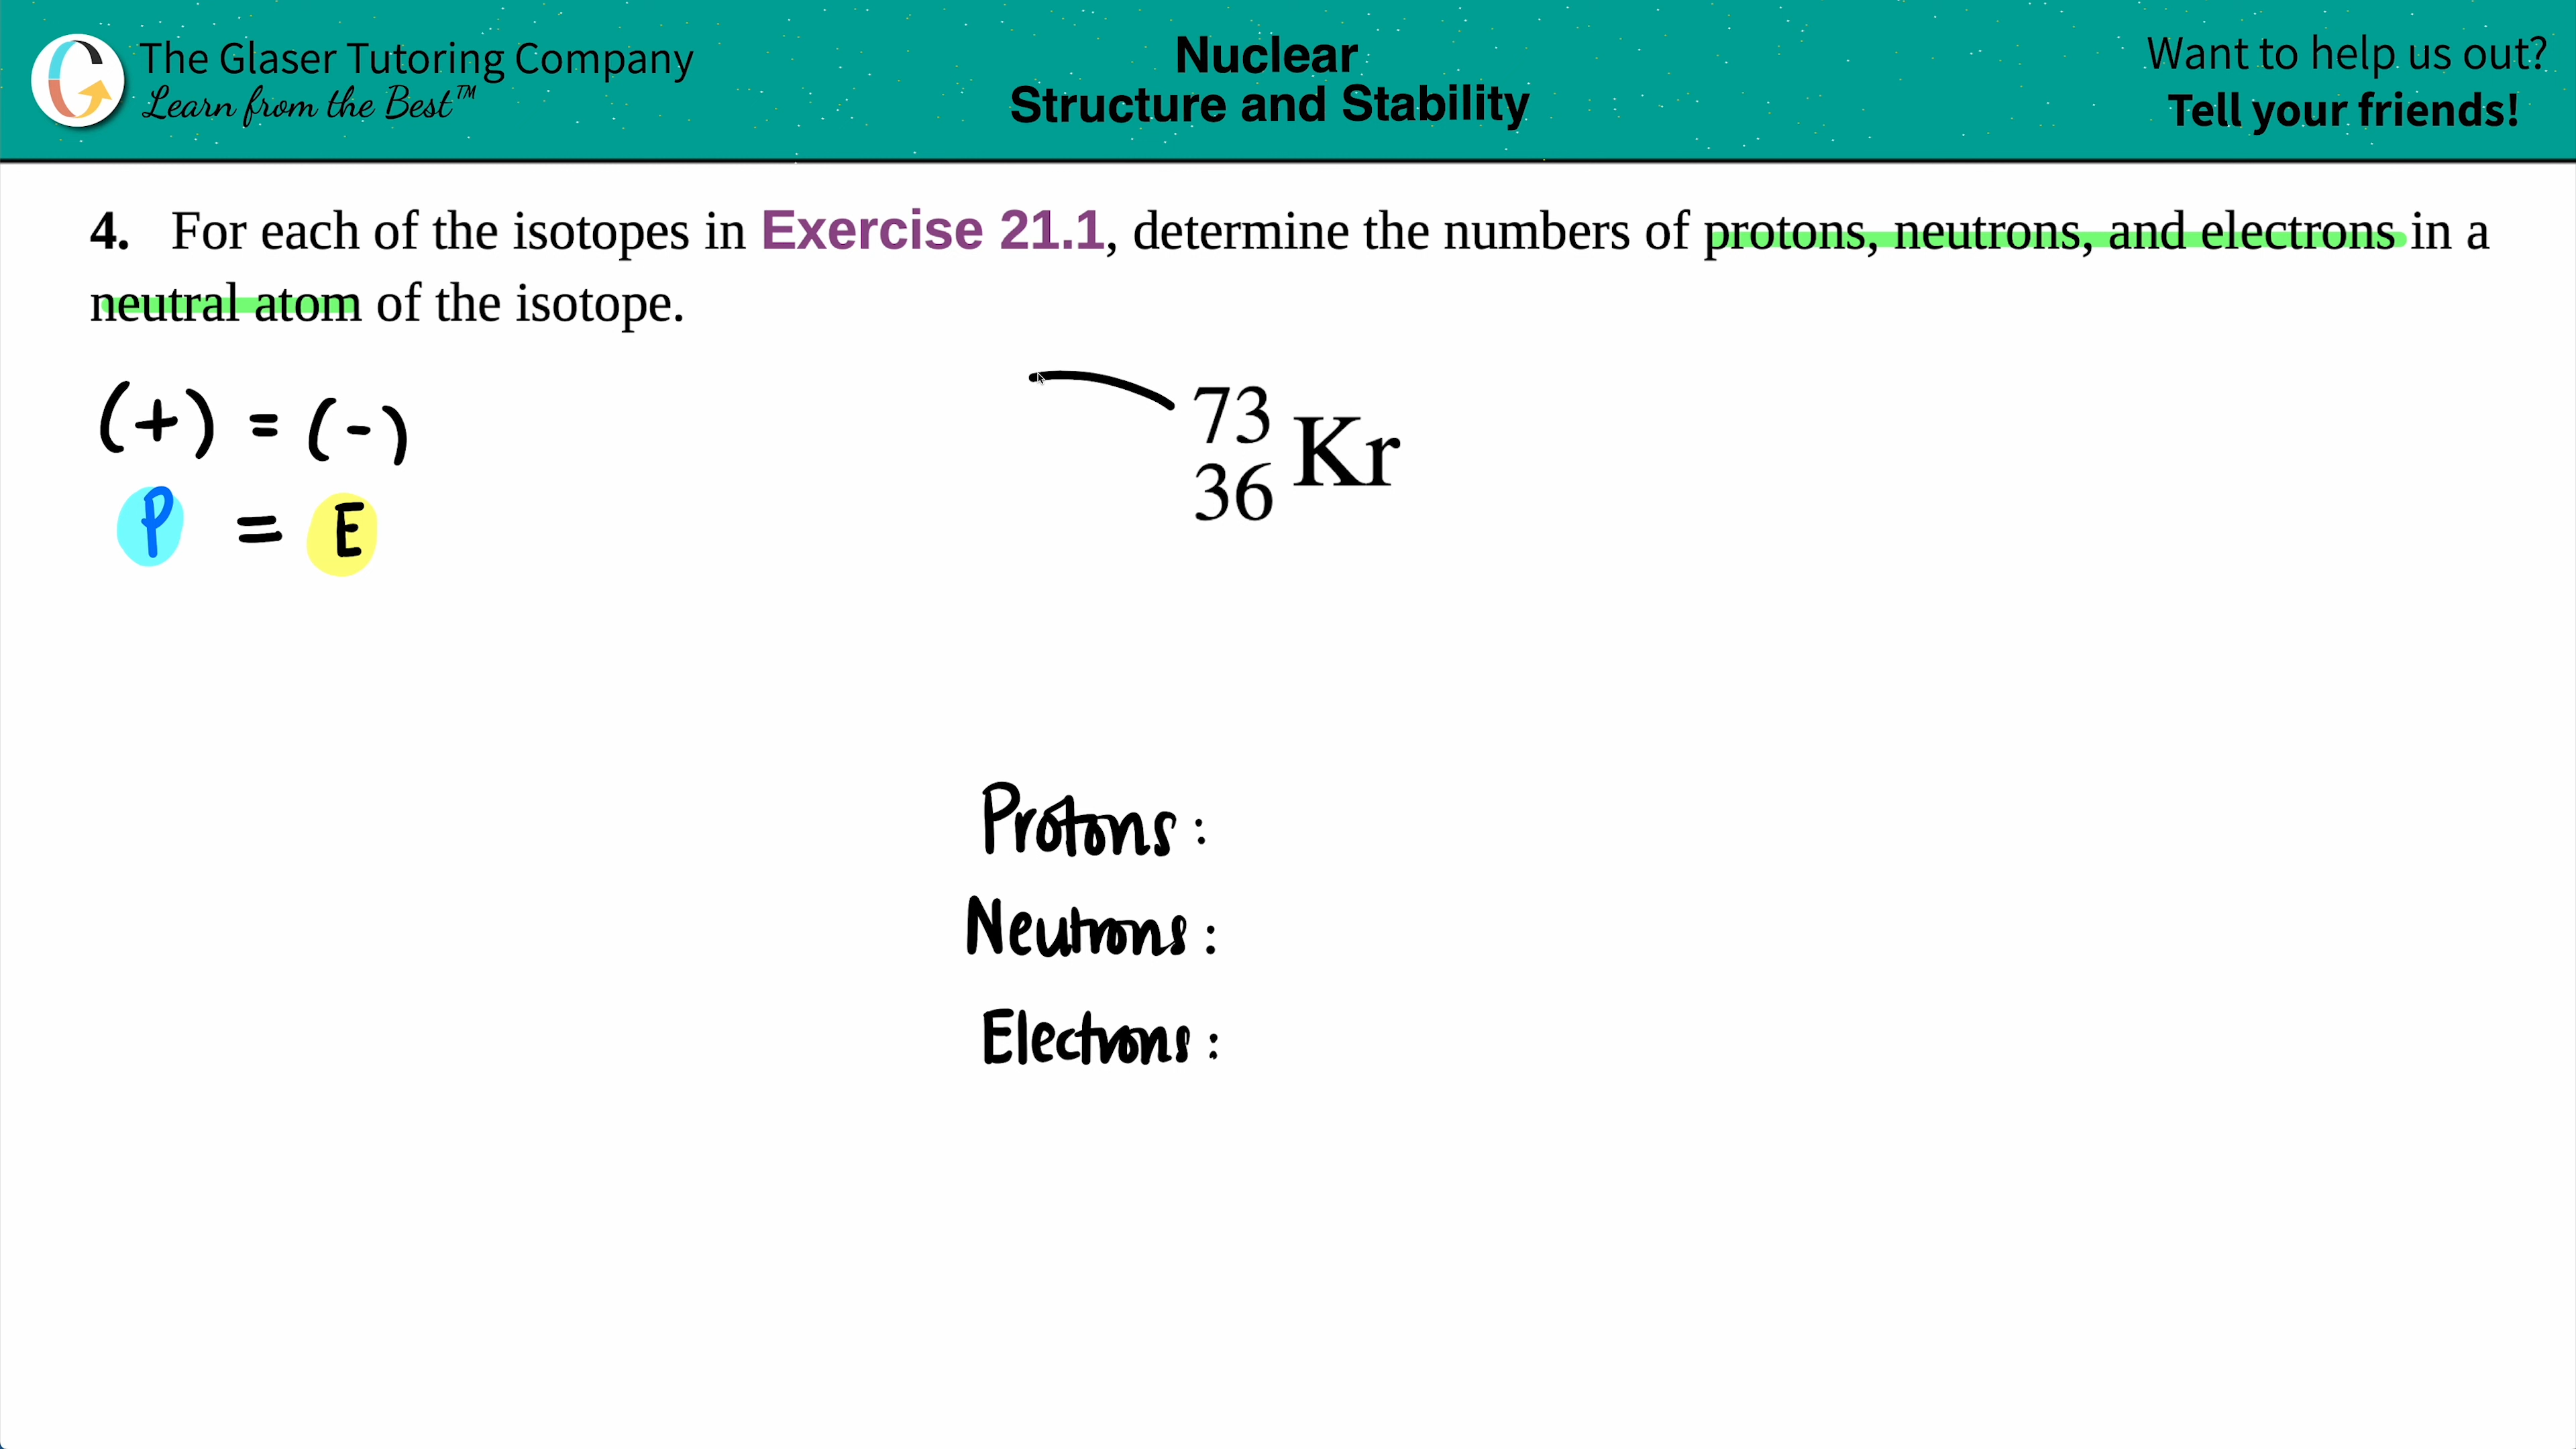 The Glaser Tutoring Company
Learn from the Best™
Nuclear
Structure and Stability
Want to help us out?
Tell your friends!
4. For each of the isotopes in Exercise 21.1, determine the numbers of protons, neutrons, and electrons in a
neutral atom of the isotope.
(+) = (-)
P = E
73
36 Kr
Protons :
Neutrons :
Electrons :